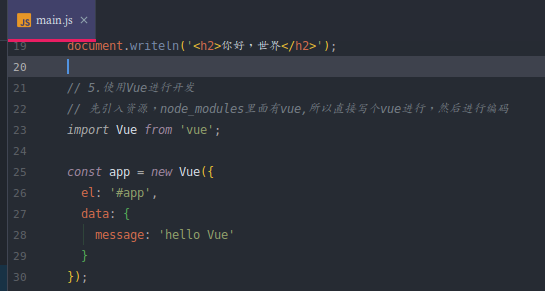 JS main.js ×
19 document.writeln('<h2>你好，世界</h2>');
20
21 // 5.使用Vue进行开发
22 // 先引入资源，node_modules里面有vue,所以直接写个vue进行，然后进行编码
23 import Vue from 'vue';
24
25 const app = new Vue({
26 el: '#app',
27 data: {
28 message: 'hello Vue'
29 }
30 });